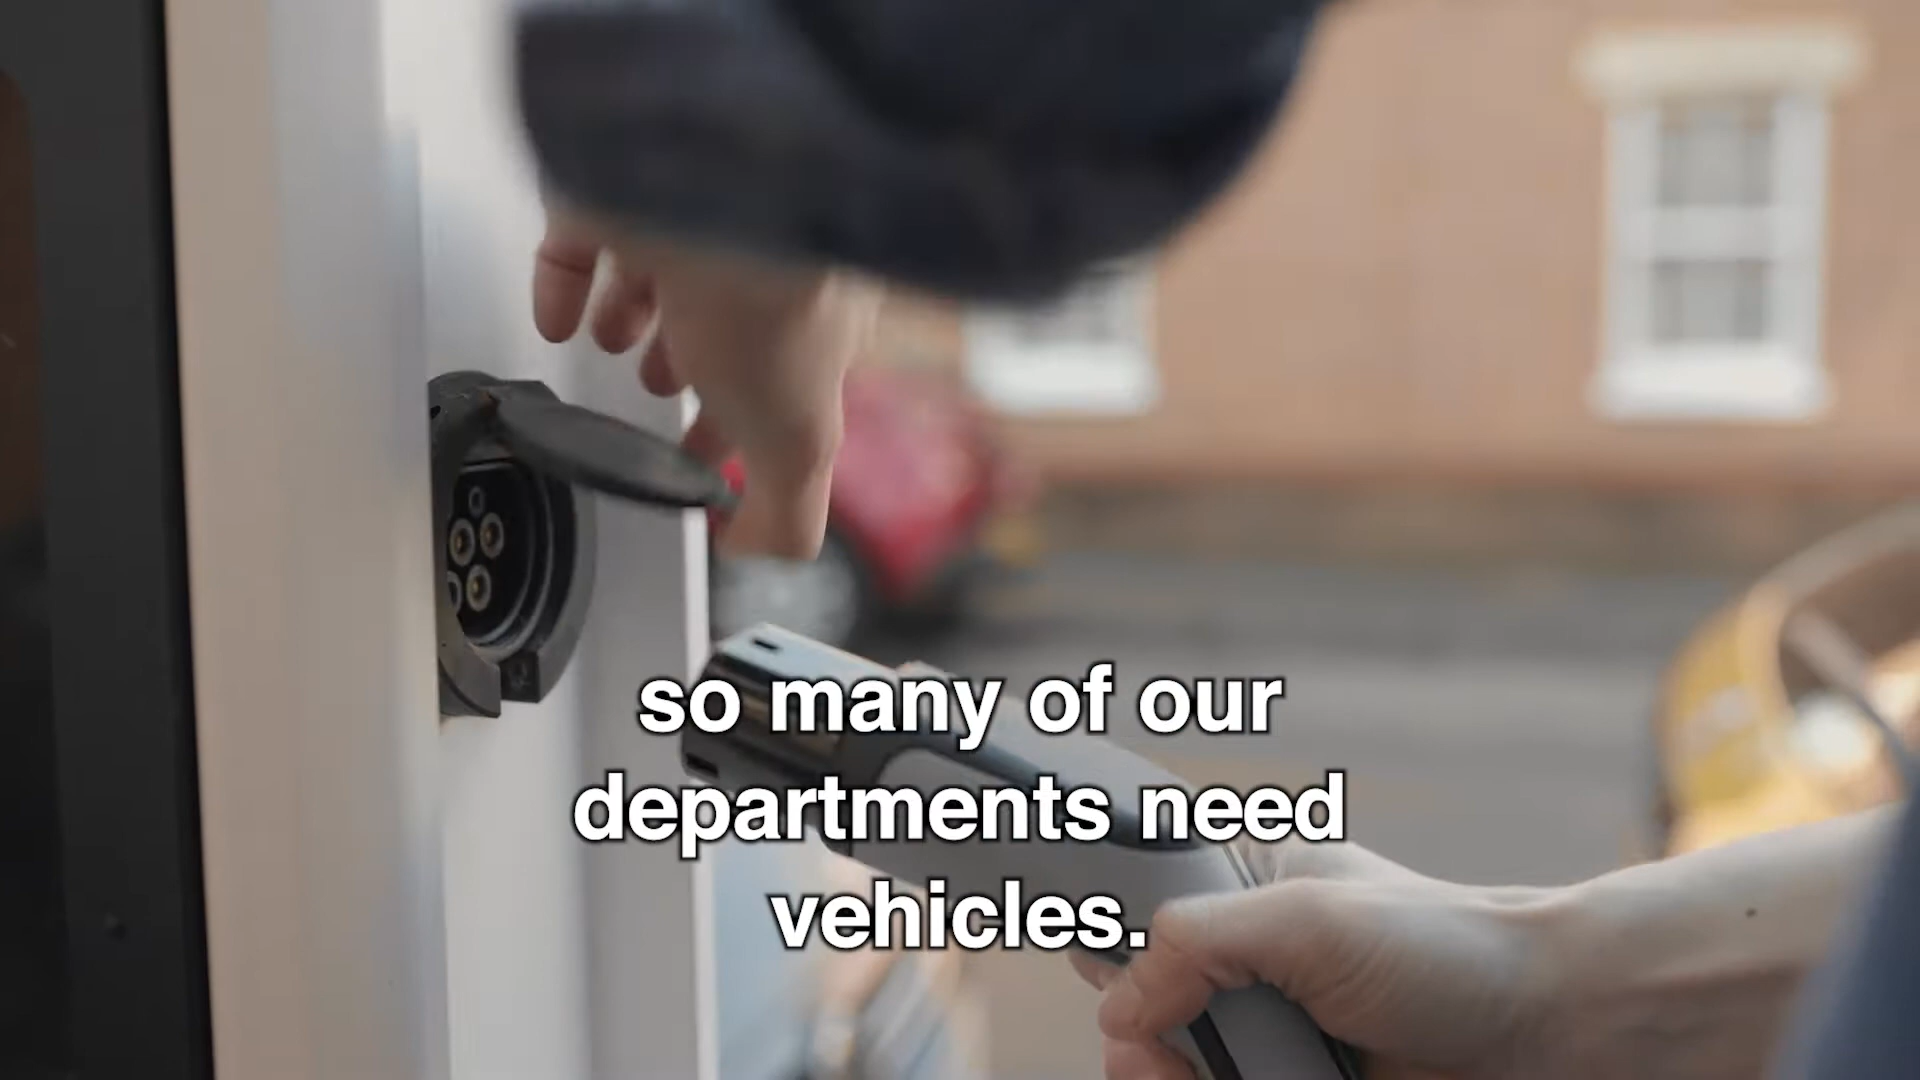 so many of our
departments need
vehicles.